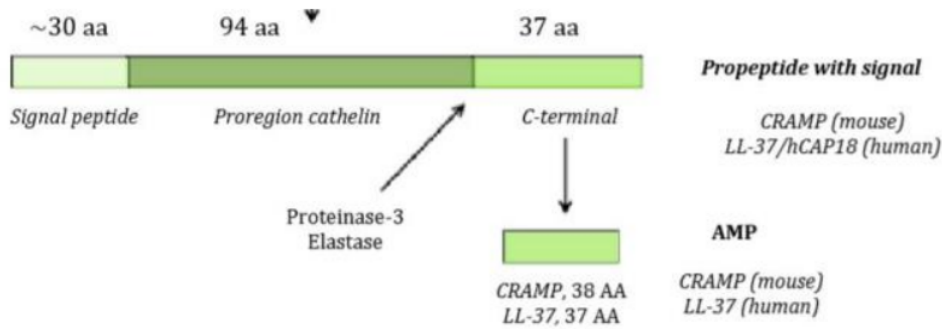 ~30 aa 94 aa 37 aa
Propeptide with signal
Signal peptide Proregion cathelin C-terminal
CRAMP (mouse)
LL-37/hCAP18 (human)
Proteinase-3
Elastase
AMP
CRAMP, 38 AA
LL-37, 37 AA
CRAMP (mouse)
LL-37 (human)